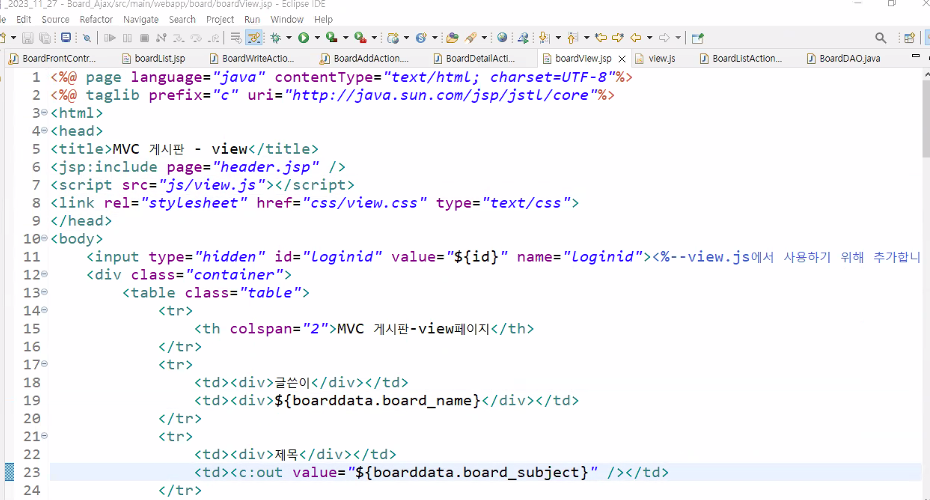 _2023_11_27 - Board_Ajax/src/main/webapp/board/boardView.jsp - Eclipse IDE
Edit Source Refactor Navigate Search Project Run Window Help
BoardFrontContr... boardList.jsp BoardWriteActio... BoardAddAction.... BoardDetailActi... boardView.jsp view.js BoardListAction... BoardDAO.java
1 <%@ page language="java" contentType="text/html; charset=UTF-8"%>
2 <%@ taglib prefix="c" uri="http://java.sun.com/jsp/jstl/core"%>
3 <html>
4 <head>
5 <title>MVC 게시판 - view</title>
6 <jsp:include page="header.jsp" />
7 <script src="js/view.js"></script>
8 <link rel="stylesheet" href="css/view.css" type="text/css">
9 </head>
10 <body>
11 <input type="hidden" id="loginid" value="${id}" name="loginid"><%--view.js에서 사용하기 위해 추가합니
12 <div class="container">
13 <table class="table">
14 <tr>
15 <th colspan="2">MVC 게시판-view페이지</th>
16 </tr>
17 <tr>
18 <td><div>글쓴이</div></td>
19 <td><div>${boarddata.board_name}</div></td>
20 </tr>
21 <tr>
22 <td><div>제목</div></td>
23 <td><c:out value="${boarddata.board_subject}" /></td>
24 </tr>